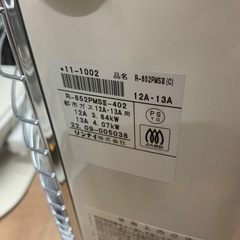 *11-1002 品名 R-852PMSⅢ(C)
12A・13A
R-852PMSⅢ-402
都市ガス12A・13A用
12A 3.84kW
13A 4.07kW
22.09-005038
リンナイ株式会社
PS
TG